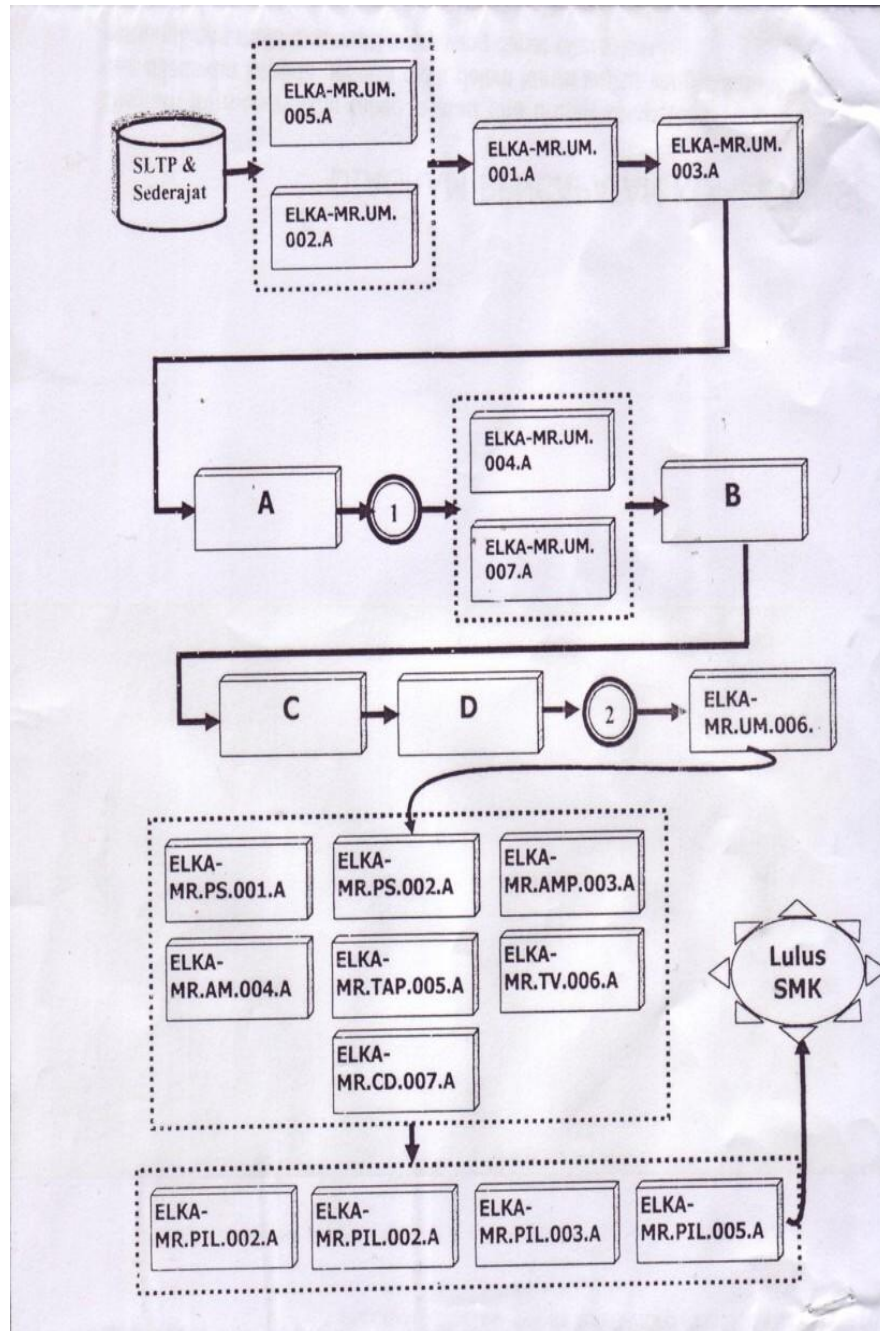 ELKA-MR.UM.
005.A
SLTP &
Sederajat
ELKA-MR.UM.
002.A
ELKA-MR.UM.
001.A
ELKA-MR.UM.
003.A
A
1
ELKA-MR.UM.
004.A
ELKA-MR.UM.
007.A
B
C
D
2
ELKA-
MR.UM.006.
ELKA-
MR.PS.001.A
ELKA-
MR.PS.002.A
ELKA-
MR.AMP.003.A
ELKA-
MR.AM.004.A
ELKA-
MR.TAP.005.A
ELKA-
MR.TV.006.A
ELKA-
MR.CD.007.A
Lulus
SMK
ELKA-
MR.PIL.002.A
ELKA-
MR.PIL.002.A
ELKA-
MR.PIL.003.A
ELKA-
MR.PIL.005.A